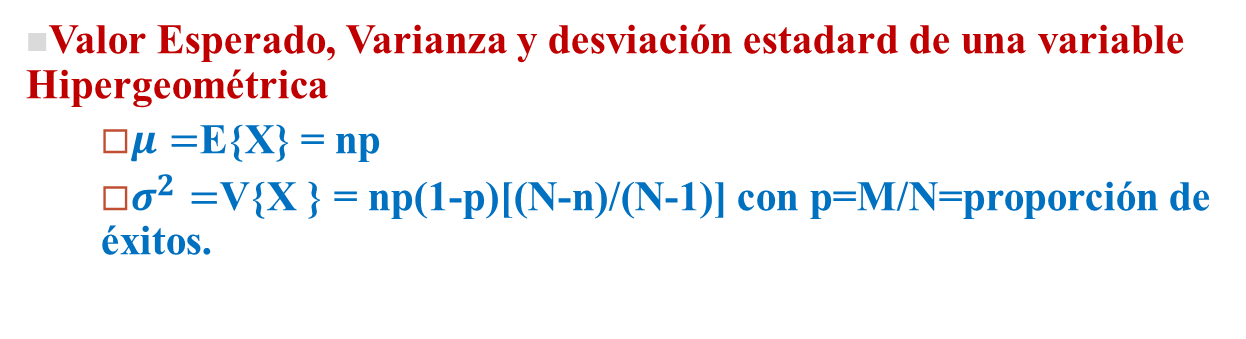 Valor Esperado, Varianza y desviación estadard de una variable
Hipergeométrica
μ =E{X} = np
σ² =V{X } = np(1-p)[(N-n)/(N-1)] con p=M/N=proporción de
éxitos.